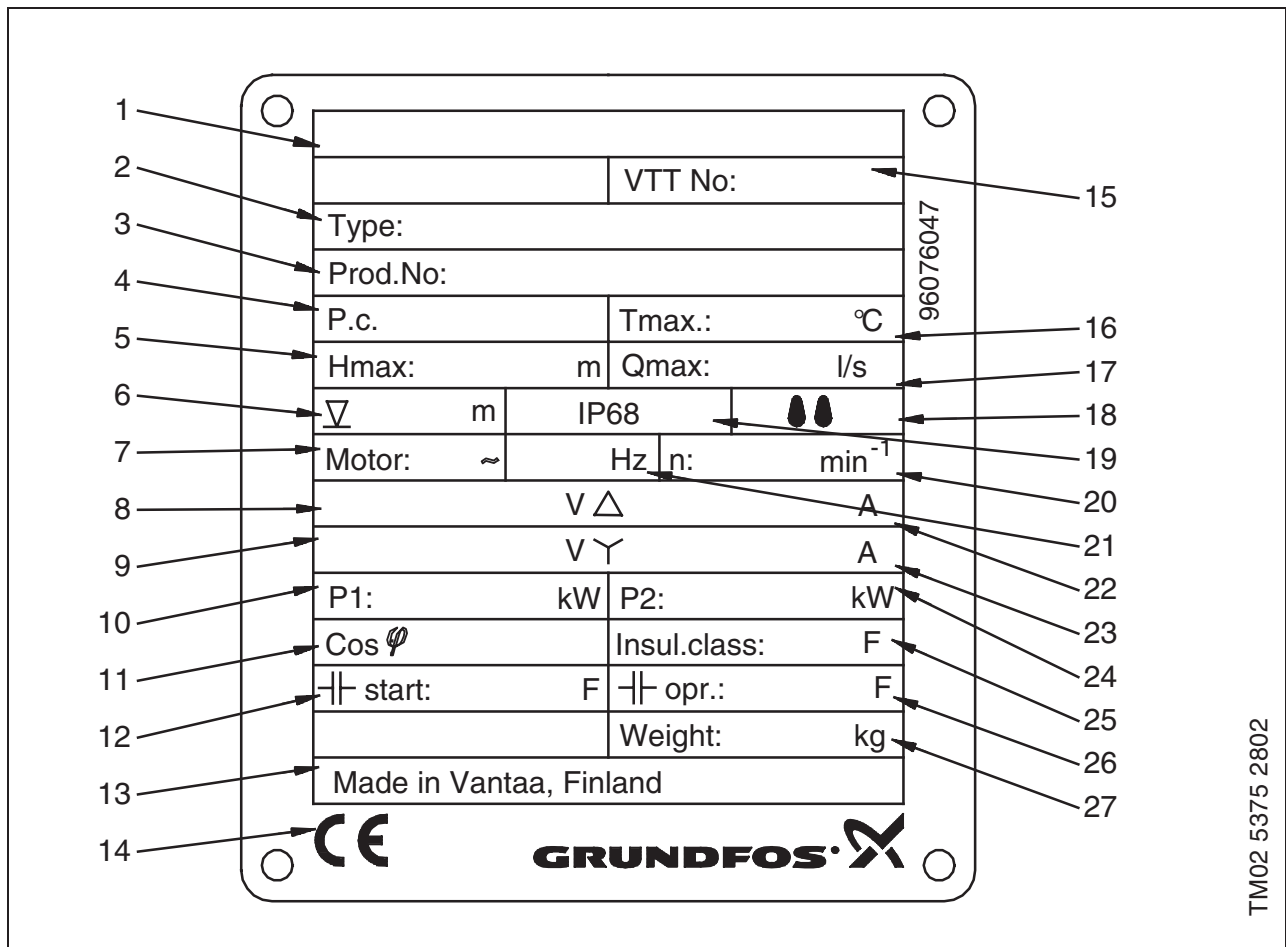 1
2
3
4
5
6
7
8
9
10
11
12
13
14
VTT No:
Type:
Prod.No:
P.c. Tmax.: °C
Hmax: m Qmax: l/s
m IP68
Motor: ~ Hz n: min⁻¹
V △ A
V Y A
P1: kW P2: kW
Cos φ Insul.class: F
⊣⊢ start: F ⊣⊢ opr.: F
Weight: kg
Made in Vantaa, Finland
CE GRUNDFOS
96076047
15
16
17
18
19
20
21
22
23
24
25
26
27
TM02 5375 2802